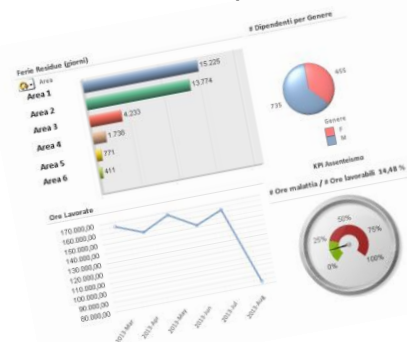 # Dipendenti per Genere
Ferie Residue (giorni)
Area
Area 1
Area 2
Area 3
Area 4
Area 5
Area 6
15.226
13.774
4.233
1.736
771
411
655
735
Genere
F
M
KPI Assenteismo
# Ore malattia / # Ore lavorabili 14,48 %
0%
25%
50%
75%
100%
Ore Lavorate
170.000,00
160.000,00
150.000,00
140.000,00
130.000,00
120.000,00
110.000,00
100.000,00
90.000,00
80.000,00
2013-Mar
2013-Apr
2013-May
2013-Jun
2013-Jul
2013-Aug